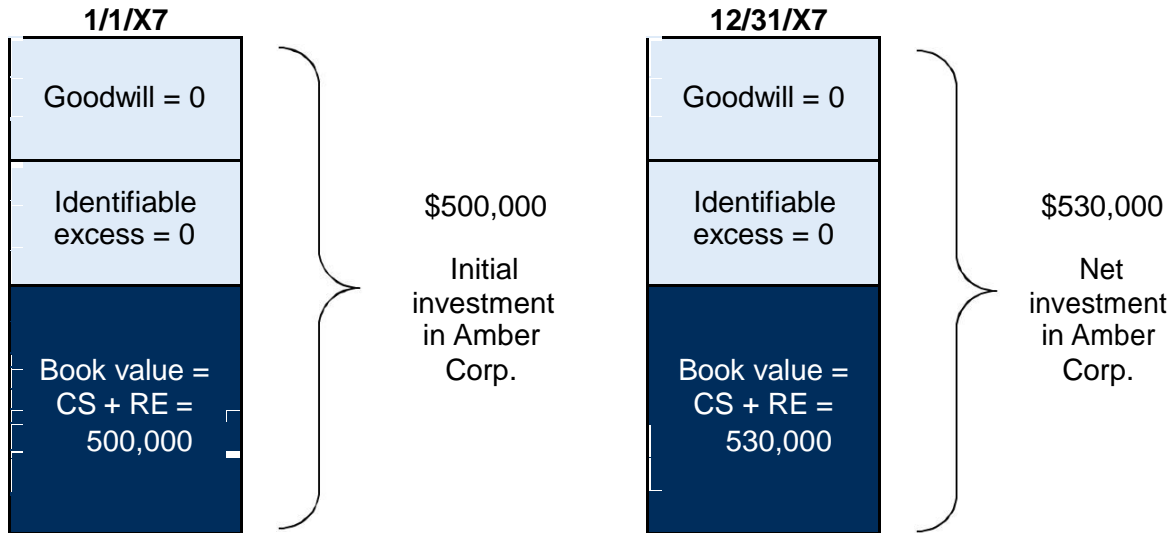 1/1/X7
Goodwill = 0
Identifiable
excess = 0
Book value =
CS + RE =
500,000
$500,000
Initial
investment
in Amber
Corp.
12/31/X7
Goodwill = 0
Identifiable
excess = 0
Book value =
CS + RE =
530,000
$530,000
Net
investment
in Amber
Corp.